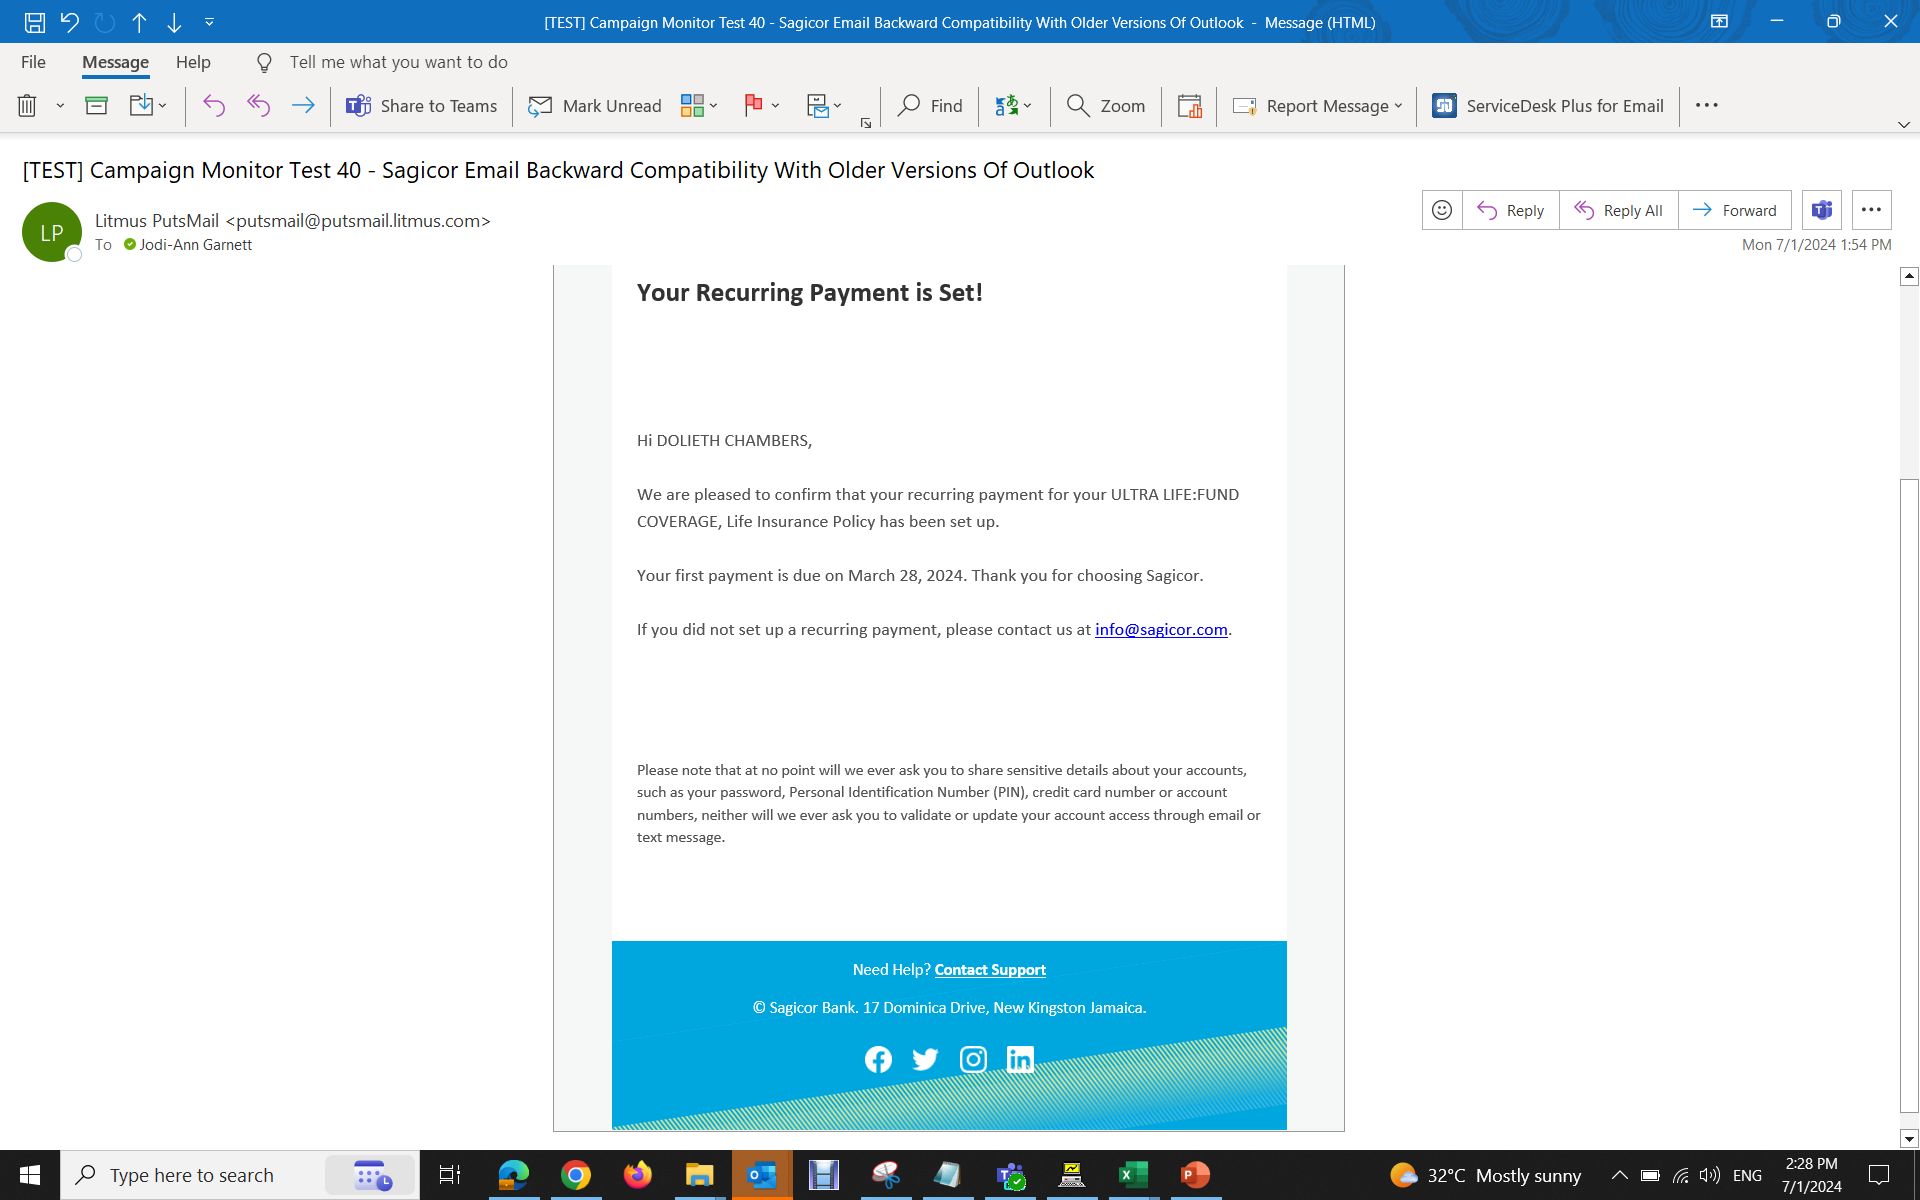 [TEST] Campaign Monitor Test 40 - Sagicor Email Backward Compatibility With Older Versions Of Outlook - Message (HTML)
File Message Help Tell me what you want to do
Share to Teams Mark Unread Find Zoom Report Message ServiceDesk Plus for Email
[TEST] Campaign Monitor Test 40 - Sagicor Email Backward Compatibility With Older Versions Of Outlook
LP
Litmus PutsMail <putsmail@putsmail.litmus.com>
To Jodi-Ann Garnett
Reply Reply All Forward
Mon 7/1/2024 1:54 PM
Your Recurring Payment is Set!
Hi DOLIETH CHAMBERS,
We are pleased to confirm that your recurring payment for your ULTRA LIFE:FUND
COVERAGE, Life Insurance Policy has been set up.
Your first payment is due on March 28, 2024. Thank you for choosing Sagicor.
If you did not set up a recurring payment, please contact us at info@sagicor.com.
Please note that at no point will we ever ask you to share sensitive details about your accounts,
such as your password, Personal Identification Number (PIN), credit card number or account
numbers, neither will we ever ask you to validate or update your account access through email or
text message.
Need Help? Contact Support
© Sagicor Bank. 17 Dominica Drive, New Kingston Jamaica.
Type here to search
32°C Mostly sunny
ENG
2:28 PM
7/1/2024